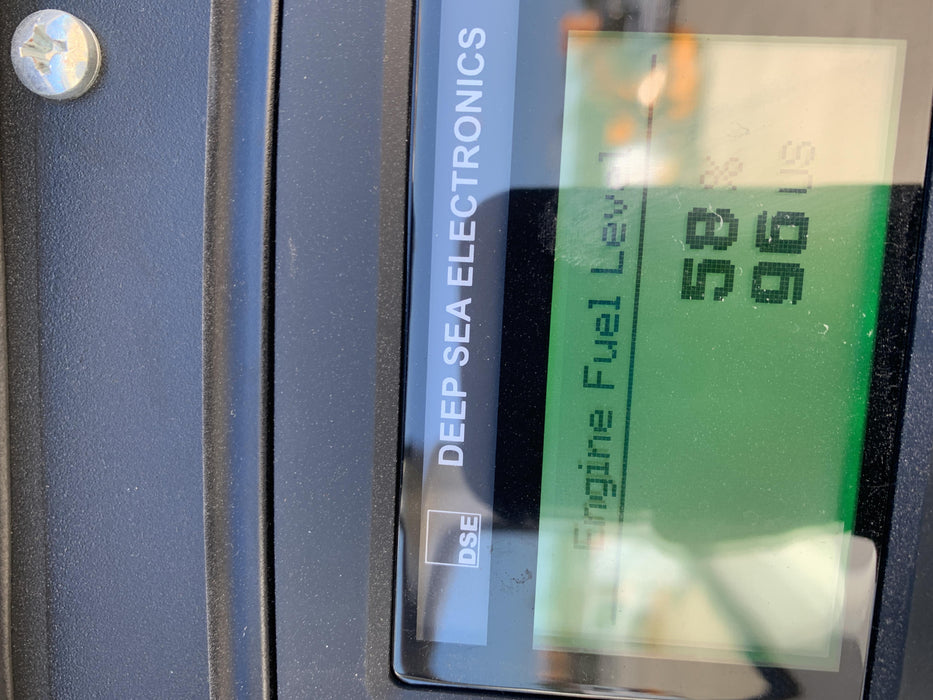 DSE DEEP SEA ELECTRONICS
Engine Fuel Level
58 %
96 US